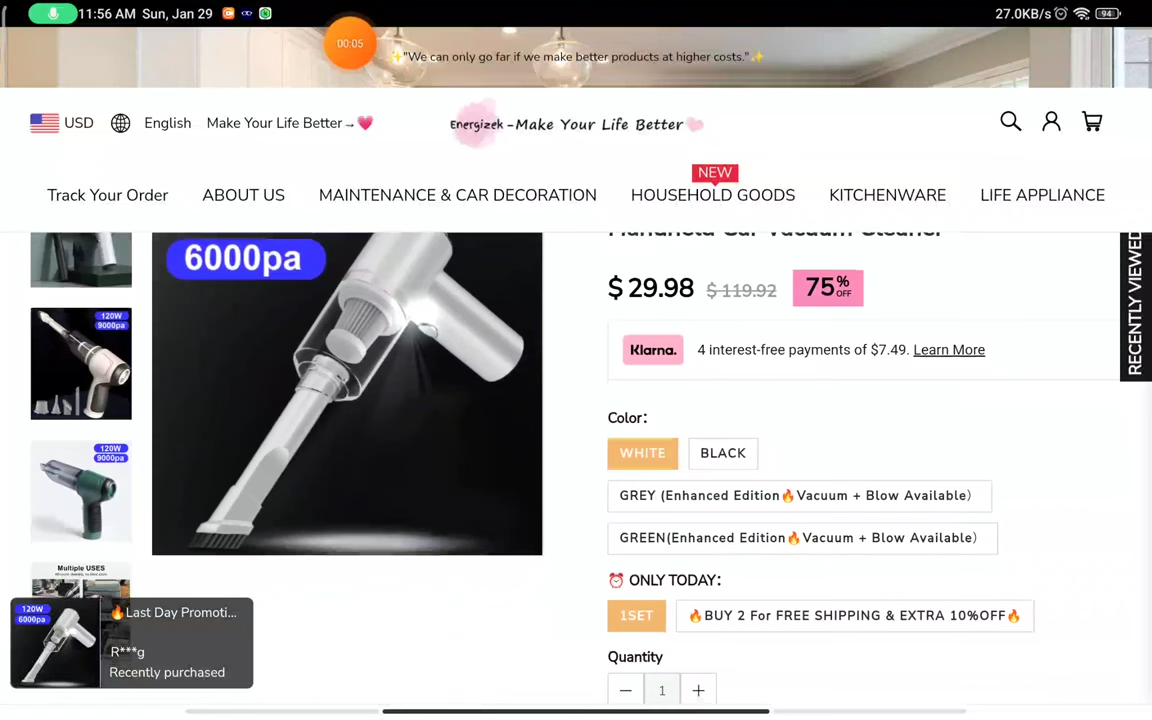 11:56 AM Sun, Jan 29
27.0KB/s
94
00:05
✨"We can only go far if we make better products at higher costs."✨
USD
English
Make Your Life Better→💗
Energizek -Make Your Life Better
Track Your Order
ABOUT US
MAINTENANCE & CAR DECORATION
NEW
HOUSEHOLD GOODS
KITCHENWARE
LIFE APPLIANCE
6000pa
120W
9000pa
120W
9000pa
Multiple USES
Handheld Car Vacuum Cleaner
$ 29.98
$ 119.92
75% OFF
Klarna.
4 interest-free payments of $7.49. Learn More
RECENTLY VIEWED
Color:
WHITE
BLACK
GREY (Enhanced Edition🔥Vacuum + Blow Available)
GREEN(Enhanced Edition🔥Vacuum + Blow Available)
⏰ ONLY TODAY:
1SET
🔥BUY 2 For FREE SHIPPING & EXTRA 10%OFF🔥
Quantity
− 1 +
120W
6000pa
🔥Last Day Promoti...
R***g
Recently purchased